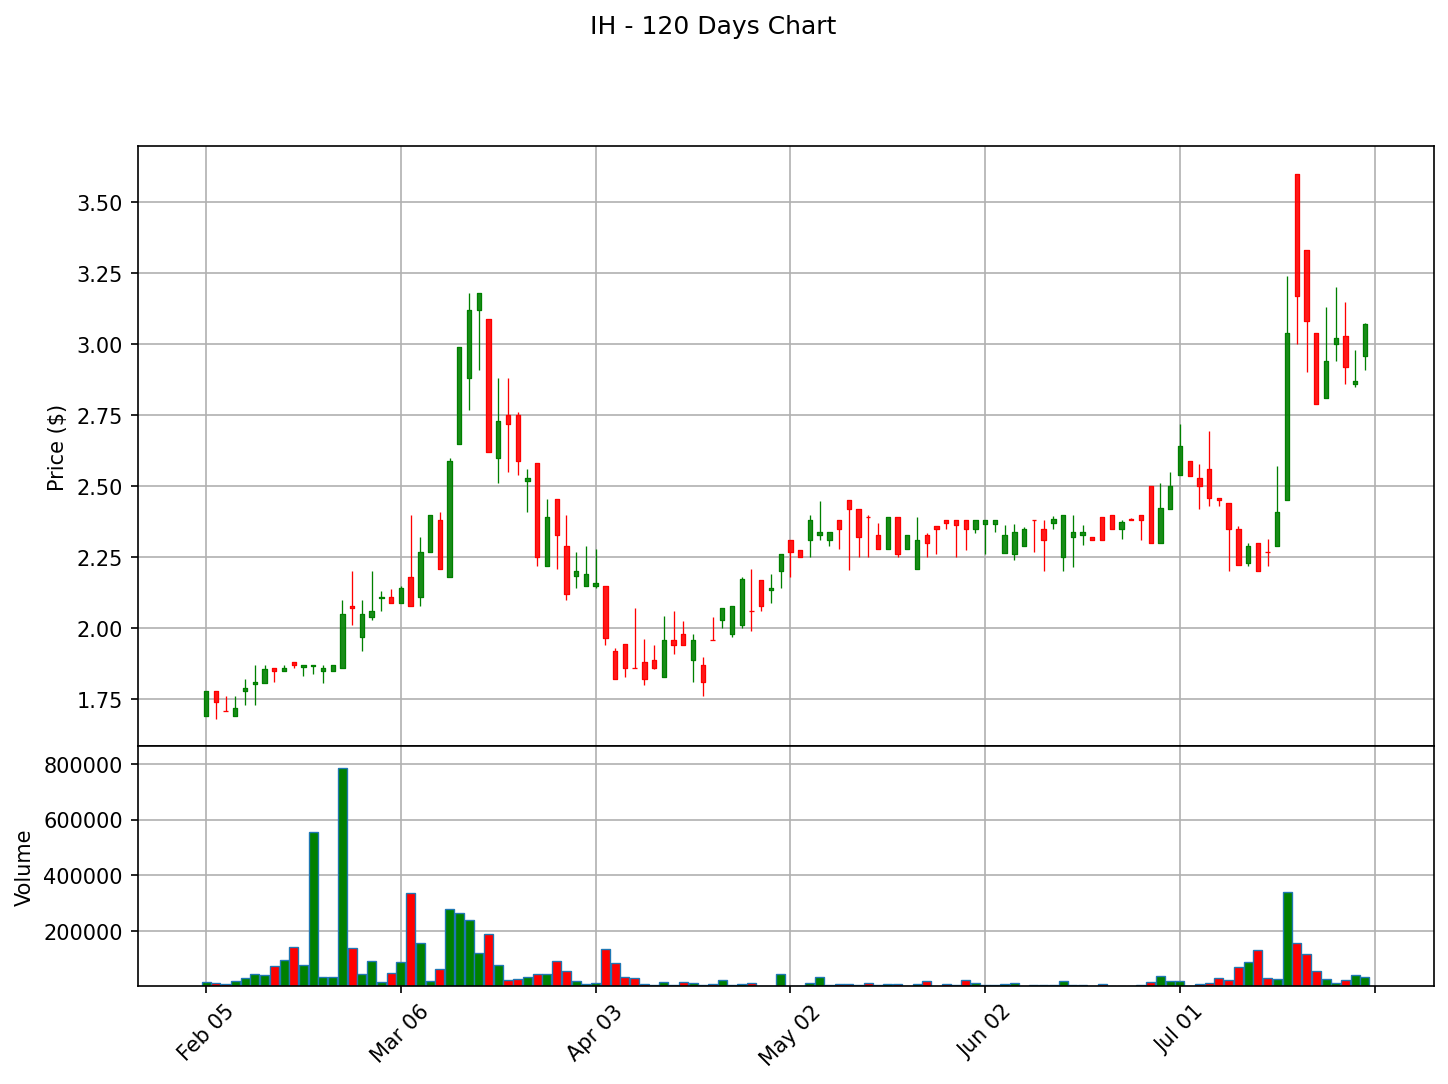 IH - 120 Days Chart
Price ($)
3.50
3.25
3.00
2.75
2.50
2.25
2.00
1.75
Volume
800000
600000
400000
200000
Feb 05
Mar 06
Apr 03
May 02
Jun 02
Jul 01